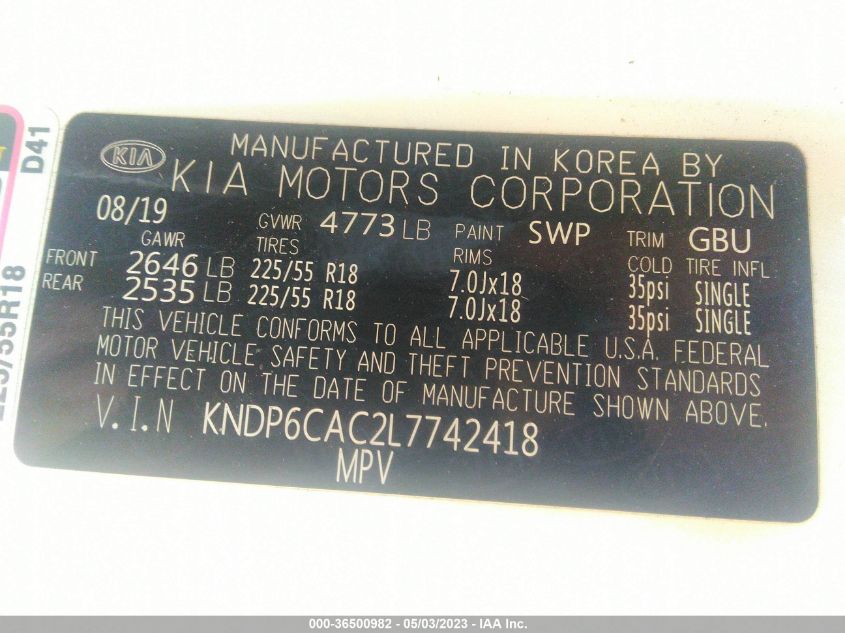 D41
225/55R18
KIA
MANUFACTURED IN KOREA BY
KIA MOTORS CORPORATION
08/19 GVWR 4773 LB PAINT SWP TRIM GBU
GAWR TIRES RIMS COLD TIRE INFL.
FRONT 2646 LB 225/55 R18 7.0Jx18 35psi SINGLE
REAR 2535 LB 225/55 R18 7.0Jx18 35psi SINGLE
THIS VEHICLE CONFORMS TO ALL APPLICABLE U.S.A. FEDERAL
MOTOR VEHICLE SAFETY AND THEFT PREVENTION STANDARDS
IN EFFECT ON THE DATE OF MANUFACTURE SHOWN ABOVE.
V.I.N KNDP6CAC2L7742418
MPV
000-36500982 - 05/03/2023 - IAA Inc.